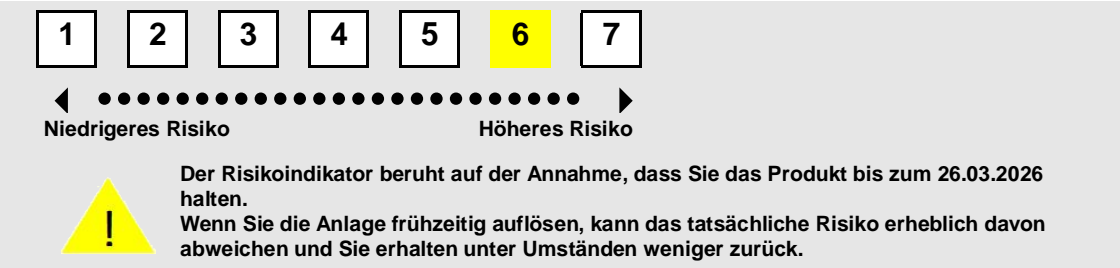 1 2 3 4 5 6 7
Niedrigeres Risiko Höheres Risiko
Der Risikoindikator beruht auf der Annahme, dass Sie das Produkt bis zum 26.03.2026
halten.
Wenn Sie die Anlage frühzeitig auflösen, kann das tatsächliche Risiko erheblich davon
abweichen und Sie erhalten unter Umständen weniger zurück.
!